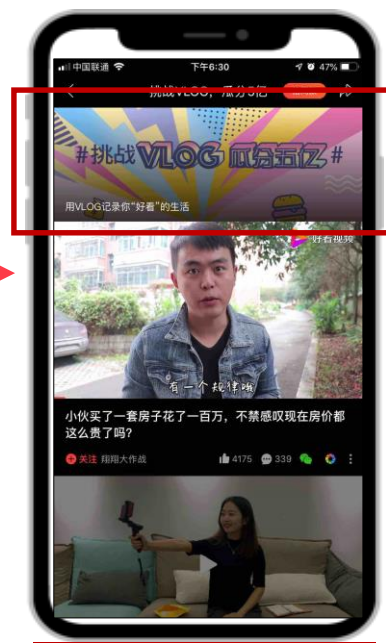 中国联通 下午6:30 47%
挑战VLOG，瓜分5亿
#挑战VLOG 瓜分五亿#
用VLOG记录你“好看”的生活
好看视频
有一个规律哦
小伙买了一套房子花了一百万，不禁感叹现在房价都
这么贵了吗？
关注 翔翔大作战 4175 339